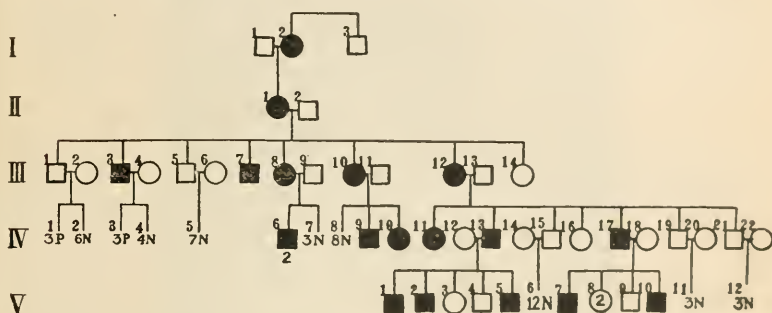 I
1 2 3
II
1 2
III
1 2 3 4 5 6 7 8 9 10 11 12 13 14
IV
1 2 3 4 5 6 7 8 9 10 11 12 13 14 15 16 17 18 19 20 21 22
3P 6N 3P 4N 7N 2 3N 8N
V
1 2 3 4 5 6 7 8 9 10 11 12
12N 2 3N 3N